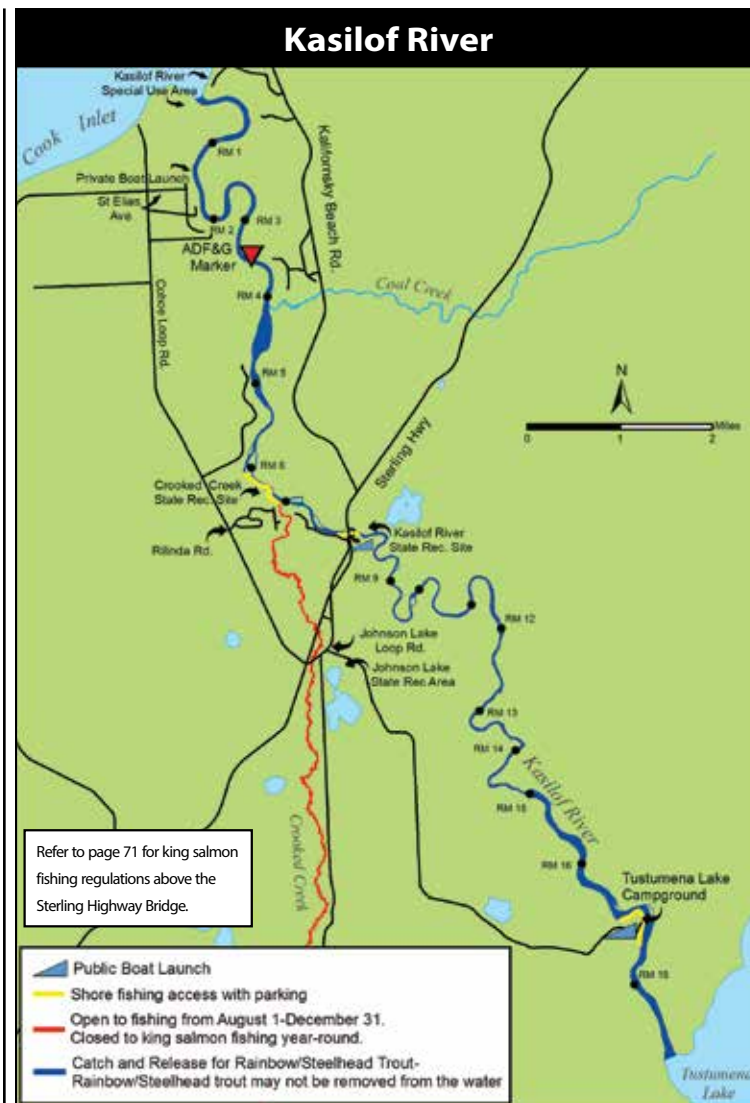 Kasilof River
Kasilof River
Special Use Area
Cook Inlet
RM 1
Kalifornsky Beach Rd.
Private Boat Launch
St Elias
Ave
RM 2
RM 3
ADF&G
Marker
Cohoe Loop Rd.
RM 4
Coal Creek
RM 5
N
0
1
2
Miles
Sterling Hwy
RM 6
Crooked Creek
State Rec. Site
Kasilof River
State Rec. Site
Rilinda Rd.
RM 9
RM 12
Johnson Lake
Loop Rd.
Johnson Lake
State Rec Area
RM 13
RM 14
Kasilof River
RM 15
RM 16
Crooked Creek
Tustumena Lake
Campground
Refer to page 71 for king salmon
fishing regulations above the
Sterling Highway Bridge.
RM 18
Public Boat Launch
Shore fishing access with parking
Open to fishing from August 1-December 31.
Closed to king salmon fishing year-round.
Catch and Release for Rainbow/Steelhead Trout-
Rainbow/Steelhead trout may not be removed from the water
Tustumena
Lake